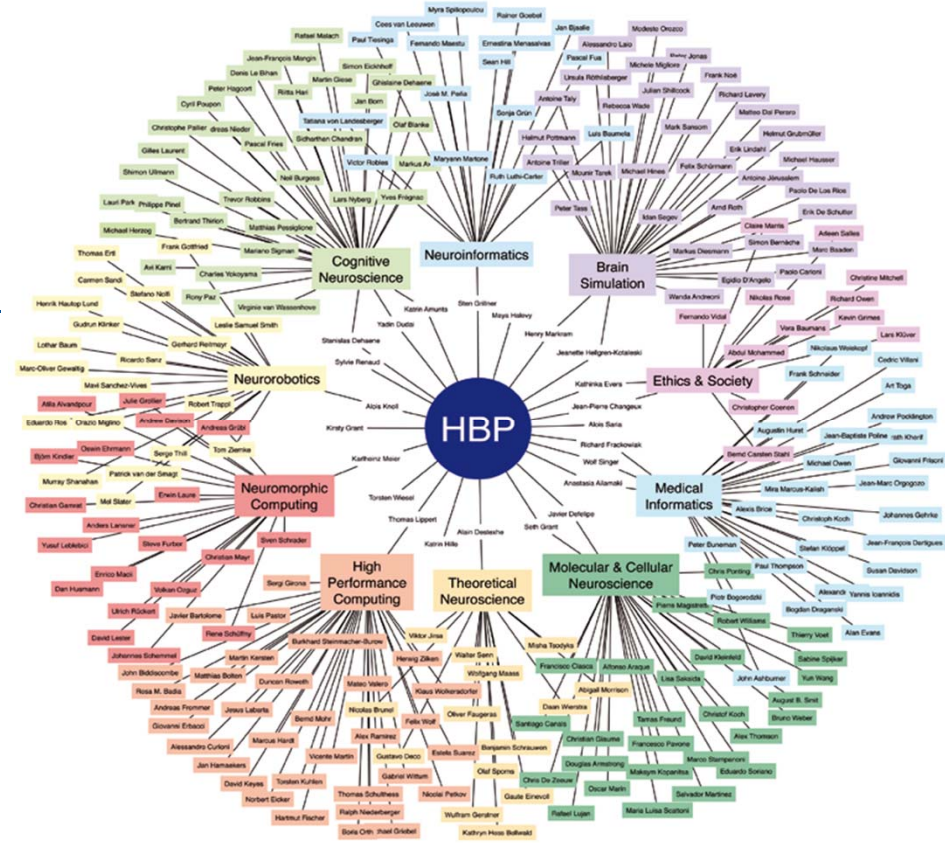 Myra Spiliopoulou
Rainer Goebel
Cees van Leeuwen
Jan Bjaalie
Modesto Orozco
Rafael Malach
Paul Tiesinga
Fernando Maestu
Ernestina Menasalvas
Alessandro Laio
Jean-François Mangin
Sean Hill
Pascal Fua
Peter Jonas
Simon Eickhoff
Michele Migliore
Denis Le Bihan
Martin Giese
Ghislaine Dehaene
Ursula Röthlisberger
Frank Noé
Peter Hagoort
Riitta Hari
José M. Peña
Julian Shillcock
Richard Lavery
Cyril Poupon
Jan Born
Antoine Taly
Rebecca Wade
Matteo Dal Peraro
Tatiana von Landesberger
Sonja Grün
Christophe Pallier
dreas Nieder
Olaf Blanke
Mark Sansom
Helmut Grubmüller
Pascal Fries
Sidharthan Chandran
Helmut Pottmann
Luis Baumela
Gilles Laurent
Erik Lindahl
Victor Robles
Maryann Martone
Antoine Triller
Michael Hausser
Shimon Ullmann
Felix Schürmann
Neil Burgess
Ruth Luthi-Carter
Mounir Tarek
Michael Hines
Antoine Jérusalem
Paolo De Los Rios
Lauri Park
Philippe Pinel
Trevor Robbins
Lars Nyberg
Yves Frégnac
Peter Tass
Idan Segev
Arnd Roth
Erik De Schutter
Bertrand Thirion
Matthias Pessiglione
Claire Marris
Arleen Salles
Michael Herzog
Mariano Sigman
Simon Bernèche
Marc Baaden
Thomas Ertl
Frank Gottfried
Cognitive
Neuroscience
Neuroinformatics
Brain
Simulation
Markus Diesmann
Avi Karni
Charles Yokoyama
Egidio D'Angelo
Paolo Carloni
Christine Mitchell
Carmen Sandi
Stefano Nolfi
Rony Paz
Virginie van Wassenhove
Wanda Andreoni
Nikolas Rose
Richard Owen
Henrik Hautop Lund
Katrin Amunts
Sten Grillner
Maya Halevy
Fernando Vidal
Kevin Grimes
Gudrun Klinker
Leslie Samuel Smith
Yadin Dudai
Henry Markram
Vera Baumans
Lars Klüver
Lothar Baum
Gerhard Reitmayr
Stanislas Dehaene
Jeanette Hellgren-Kotaleski
Abdul Mohammed
Nikolaus Weiskopf
Marc-Oliver Gewaltig
Ricardo Sanz
Sylvie Renaud
Frank Schneider
Cedric Villani
Mavi Sanchez-Vives
Neurorobotics
Kathinka Evers
Ethics & Society
Art Toga
Atila Alvandpour
Julie Grollier
Robert Trappl
Alois Knoll
Jean-Pierre Changeux
Christopher Coenen
Eduardo Ros
Orazio Miglino
Andrew Davison
Andreas Grübl
Kirsty Grant
HBP
Alois Saria
Augustin Hurst
Andrew Pocklington
Oswin Ehrmann
Tom Ziemke
Richard Frackowiak
Jean-Baptiste Poline
Björn Kindler
Serge Thill
Karlheinz Meier
Wolf Singer
Bernd Carsten Stahl
Michael Owen
Giovanni Frisoni
Murray Shanahan
Patrick van der Smagt
Torsten Wiesel
Anastasia Ailamaki
Mira Marcus-Kalish
Jean-Marc Orgogozo
Christian Gamrat
Mel Slater
Erwin Laure
Neuromorphic
Computing
Medical
Informatics
Alexis Brice
Christoph Koch
Johannes Gehrke
Anders Lansner
Thomas Lippert
Javier Defelipe
Yusuf Leblebici
Steve Furber
Sven Schrader
Katrin Hille
Alain Destexhe
Seth Grant
Peter Buneman
Stefan Klöppel
Jean-François Dartigues
Enrico Macii
Christian Mayr
High
Performance
Computing
Theoretical
Neuroscience
Molecular & Cellular
Neuroscience
Chris Ponting
Paul Thompson
Susan Davidson
Dan Husmann
Volkan Ozguz
Sergi Girona
Piotr Bogorodzki
Yannis Ioannidis
Ulrich Rückert
Javier Bartolome
Luis Pastor
Pierre Magistretti
Bogdan Draganski
Robert Williams
David Lester
Rene Schüffny
Burkhard Steinmacher-Burow
Viktor Jirsa
Misha Tsodyks
Thierry Voet
Alan Evans
Johannes Schemmel
Martin Kersten
Herwig Zilken
Walter Senn
Francisco Clasca
Alfonso Araque
David Kleinfeld
Sabine Spijker
John Biddiscombe
Matthias Bolten
Duncan Roweth
Mateo Valero
Wolfgang Maass
Lisa Saksida
John Ashburner
Yun Wang
Rosa M. Badia
Klaus Wolkersdorfer
Abigail Morrison
Andreas Frommer
Jesus Labarta
Nicolas Brunel
Oliver Faugeras
Daan Wierstra
August B. Smit
Giovanni Erbacci
Bernd Mohr
Felix Wolf
Santiago Canals
Tamas Freund
Christof Koch
Bruno Weber
Alessandro Curioni
Marcus Hardt
Alex Ramirez
Christian Giaume
Alex Thomson
Jan Hamaekers
Vicente Martin
Gustavo Deco
Estela Suarez
Benjamin Schrauwen
Francesco Pavone
Marco Stampanoni
David Keyes
Torsten Kuhlen
Gabriel Wittum
Olaf Sporns
Chris De Zeeuw
Douglas Armstrong
Maksym Kopanitsa
Eduardo Soriano
Norbert Eicker
Thomas Schulthess
Nicolai Petkov
Gaute Einevoll
Oscar Marin
Salvador Martinez
Hartmut Fischer
Ralph Niederberger
Wulfram Gerstner
Rafael Lujan
Maria Luisa Scattoni
Boris Orth
Kathryn Hess Bellwald